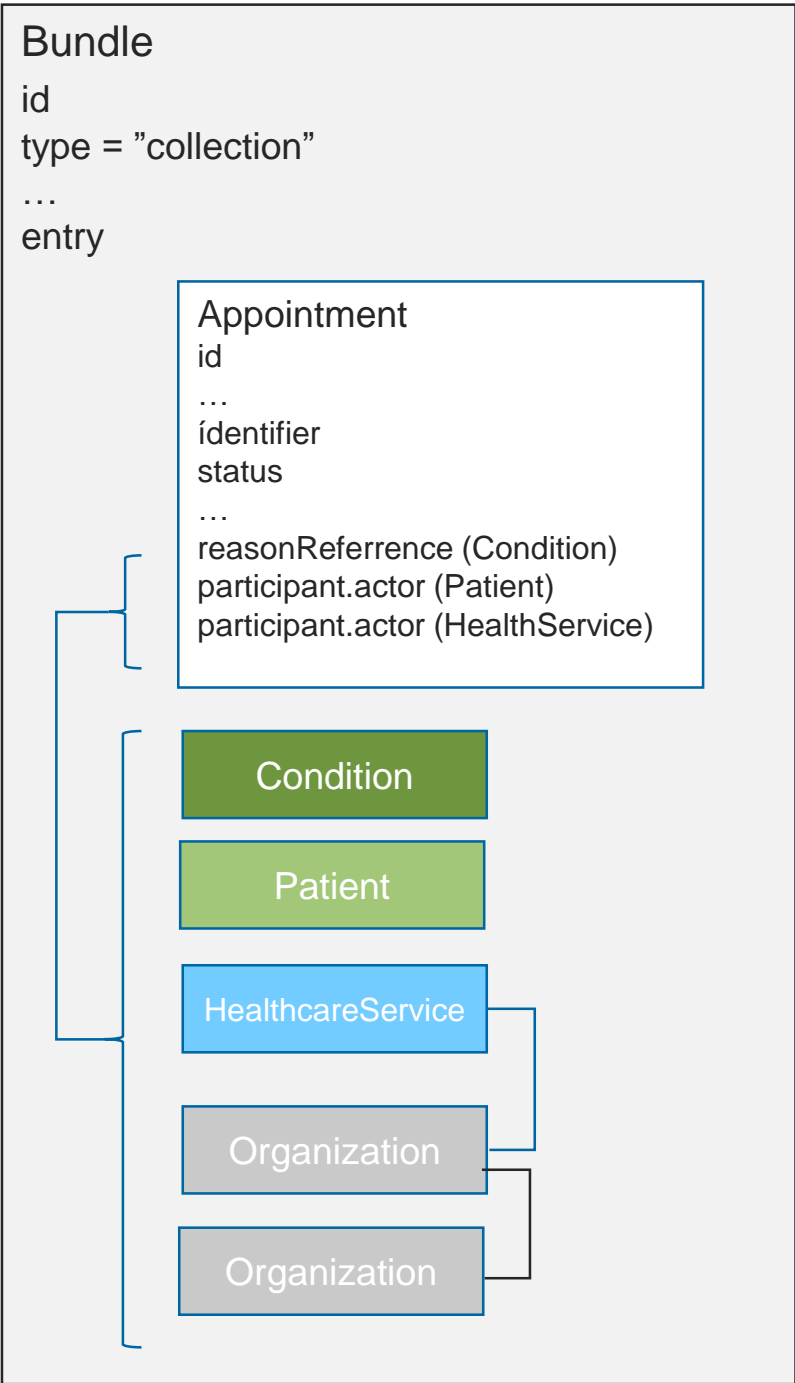 Bundle
id
type = ”collection”
…
entry
Appointment
id
…
ídentifier
status
…
reasonReferrence (Condition)
participant.actor (Patient)
participant.actor (HealthService)
Condition
Patient
HealthcareService
Organization
Organization